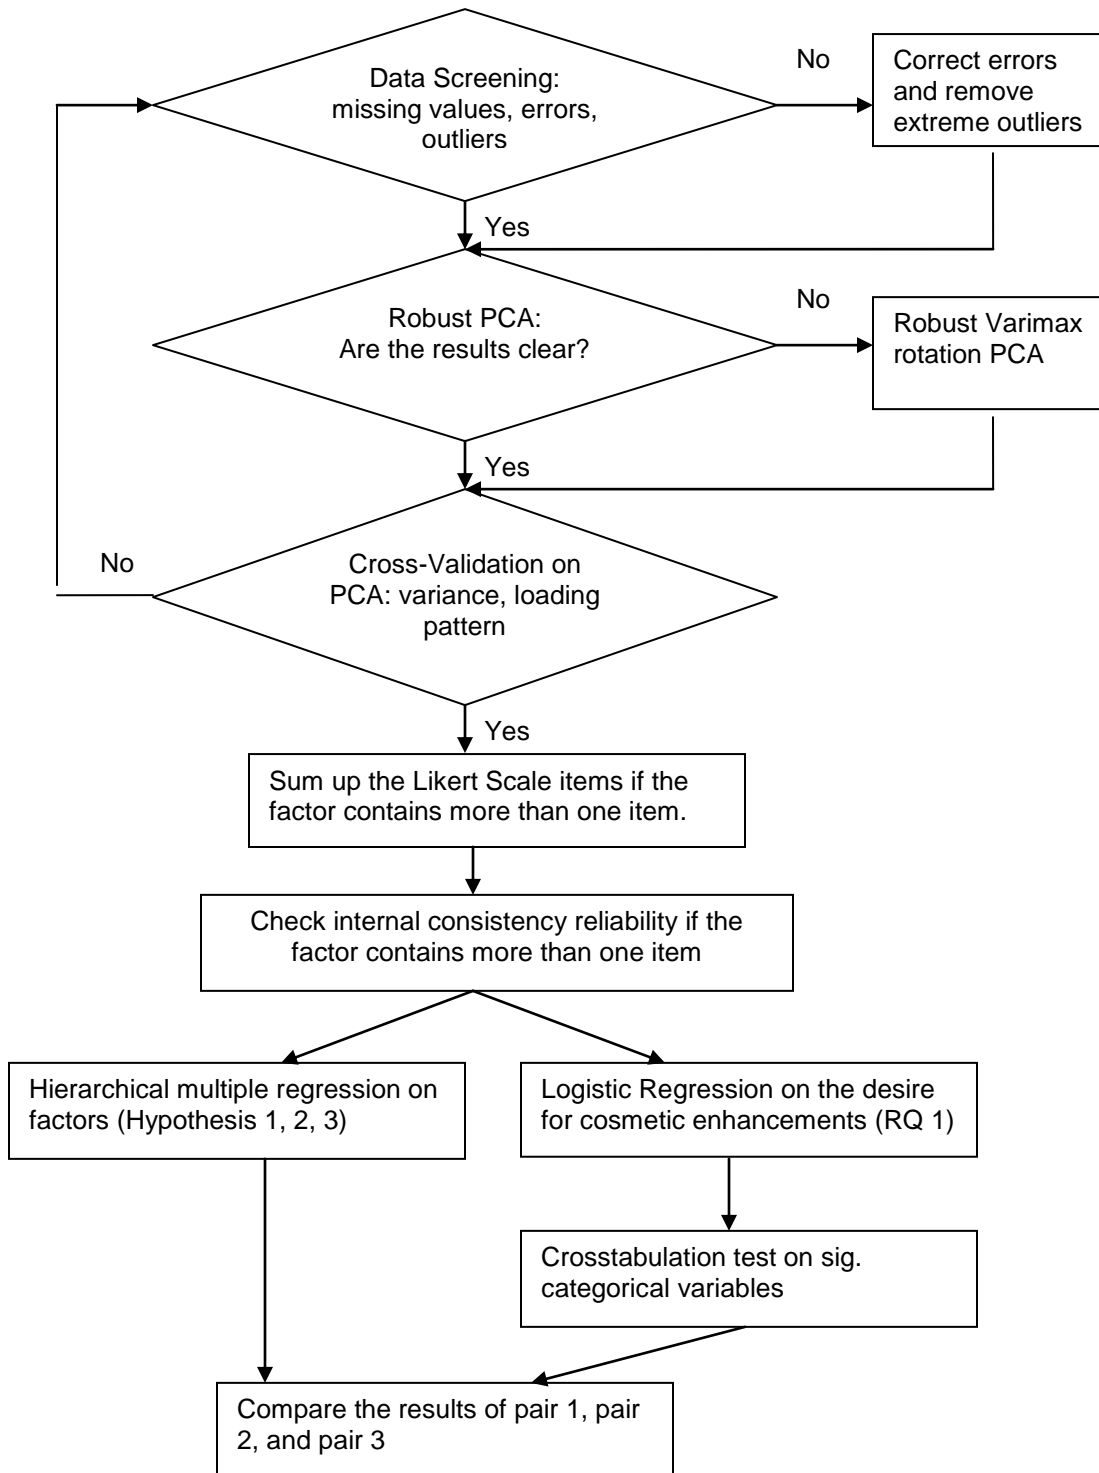 Data Screening:
missing values, errors,
outliers
No
Correct errors
and remove
extreme outliers
Yes
Robust PCA:
Are the results clear?
No
Robust Varimax
rotation PCA
Yes
Cross-Validation on
PCA: variance, loading
pattern
No
Yes
Sum up the Likert Scale items if the
factor contains more than one item.
Check internal consistency reliability if the
factor contains more than one item
Hierarchical multiple regression on
factors (Hypothesis 1, 2, 3)
Logistic Regression on the desire
for cosmetic enhancements (RQ 1)
Crosstabulation test on sig.
categorical variables
Compare the results of pair 1, pair
2, and pair 3